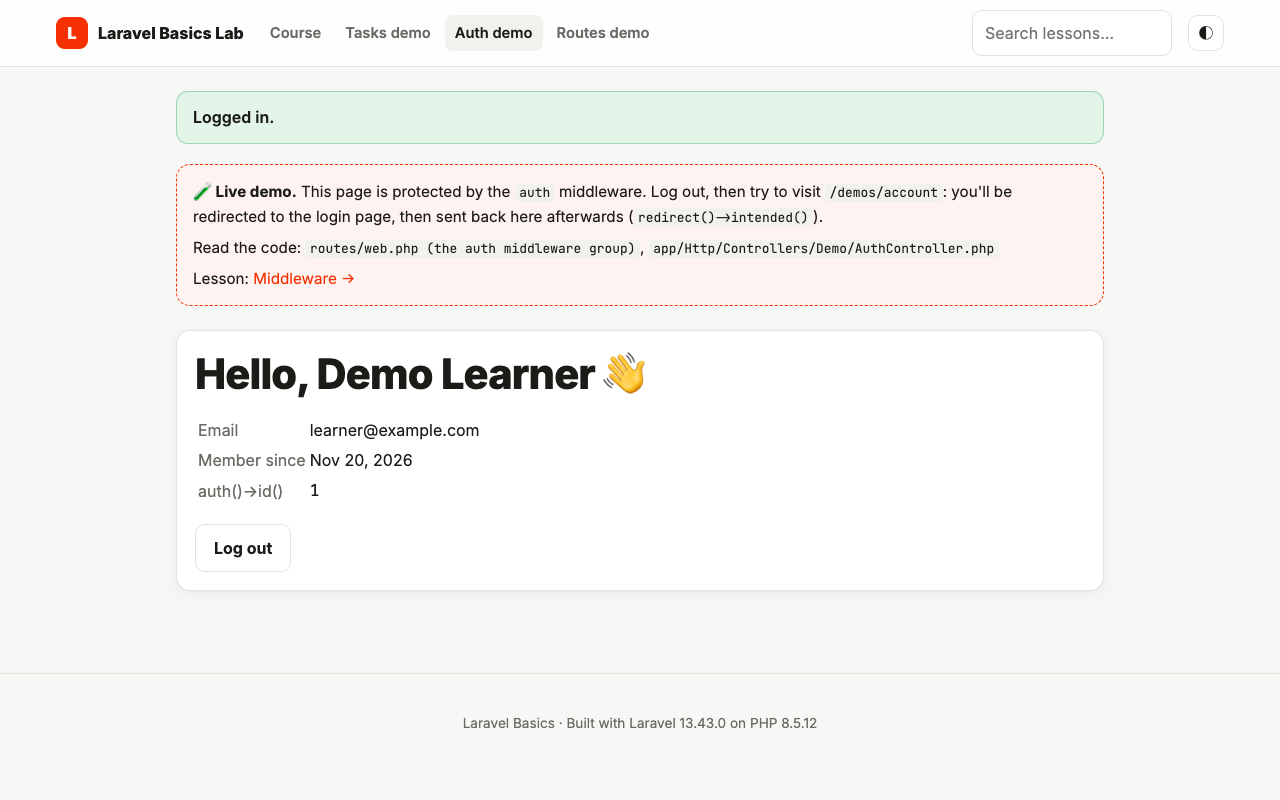 L Laravel Basics Lab Course Tasks demo Auth demo Routes demo Search lessons...
Logged in.
🧪 Live demo. This page is protected by the auth middleware. Log out, then try to visit /demos/account: you'll be
redirected to the login page, then sent back here afterwards (redirect()->intended()).
Read the code: routes/web.php (the auth middleware group), app/Http/Controllers/Demo/AuthController.php
Lesson: Middleware →
Hello, Demo Learner 👋
Email learner@example.com
Member since Nov 20, 2026
auth()->id() 1
Log out
Laravel Basics · Built with Laravel 13.43.0 on PHP 8.5.12